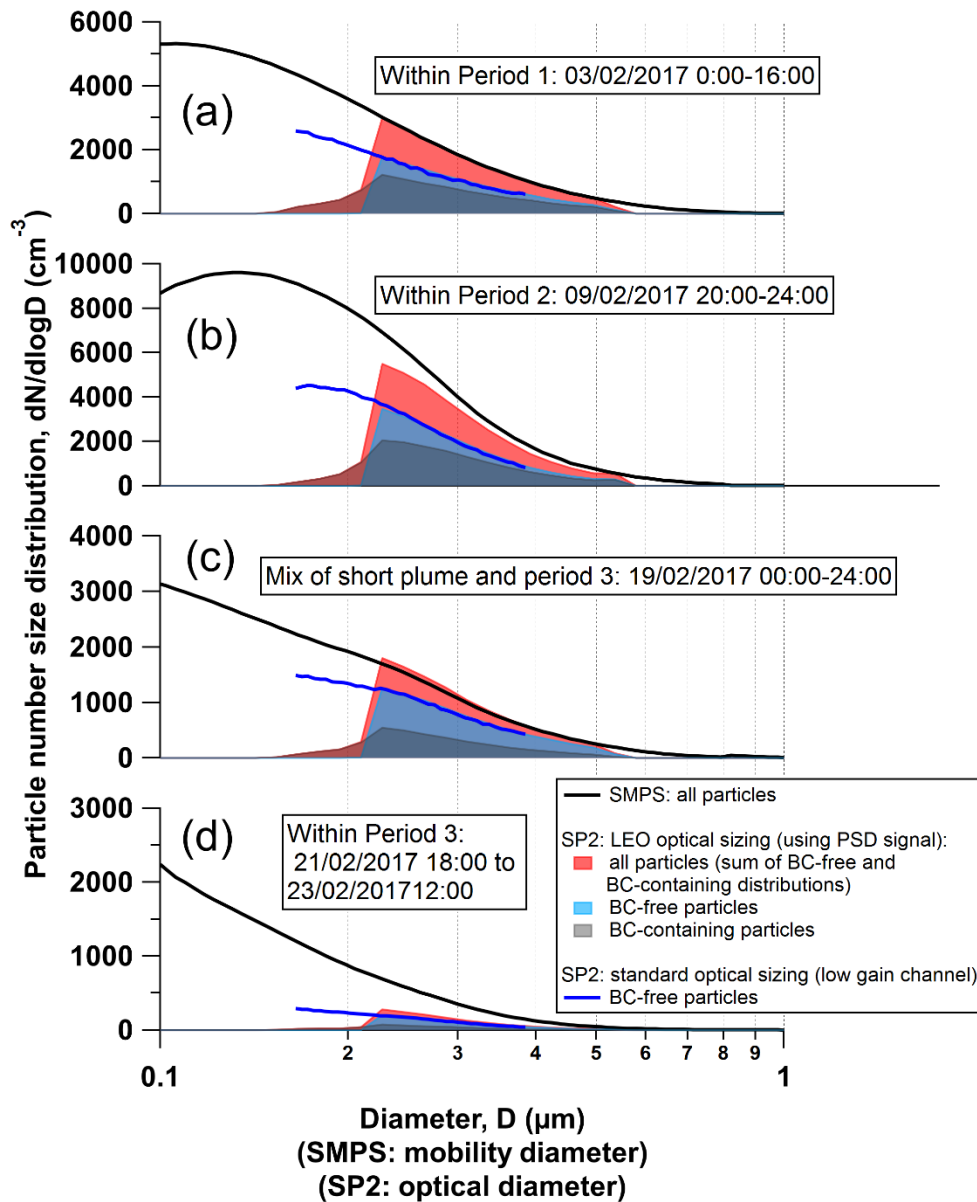 Particle number size distribution, dN/dlogD (cm⁻³)
6000
4000
2000
0
(a)
Within Period 1: 03/02/2017 0:00-16:00
10000
8000
6000
4000
2000
0
(b)
Within Period 2: 09/02/2017 20:00-24:00
4000
3000
2000
1000
0
(c)
Mix of short plume and period 3: 19/02/2017 00:00-24:00
3000
2000
1000
0
(d)
Within Period 3:
21/02/2017 18:00 to
23/02/201712:00
SMPS: all particles
SP2: LEO optical sizing (using PSD signal):
all particles (sum of BC-free and
BC-containing distributions)
BC-free particles
BC-containing particles
SP2: standard optical sizing (low gain channel)
BC-free particles
0.1 2 3 4 5 6 7 8 9 1
Diameter, D (µm)
(SMPS: mobility diameter)
(SP2: optical diameter)